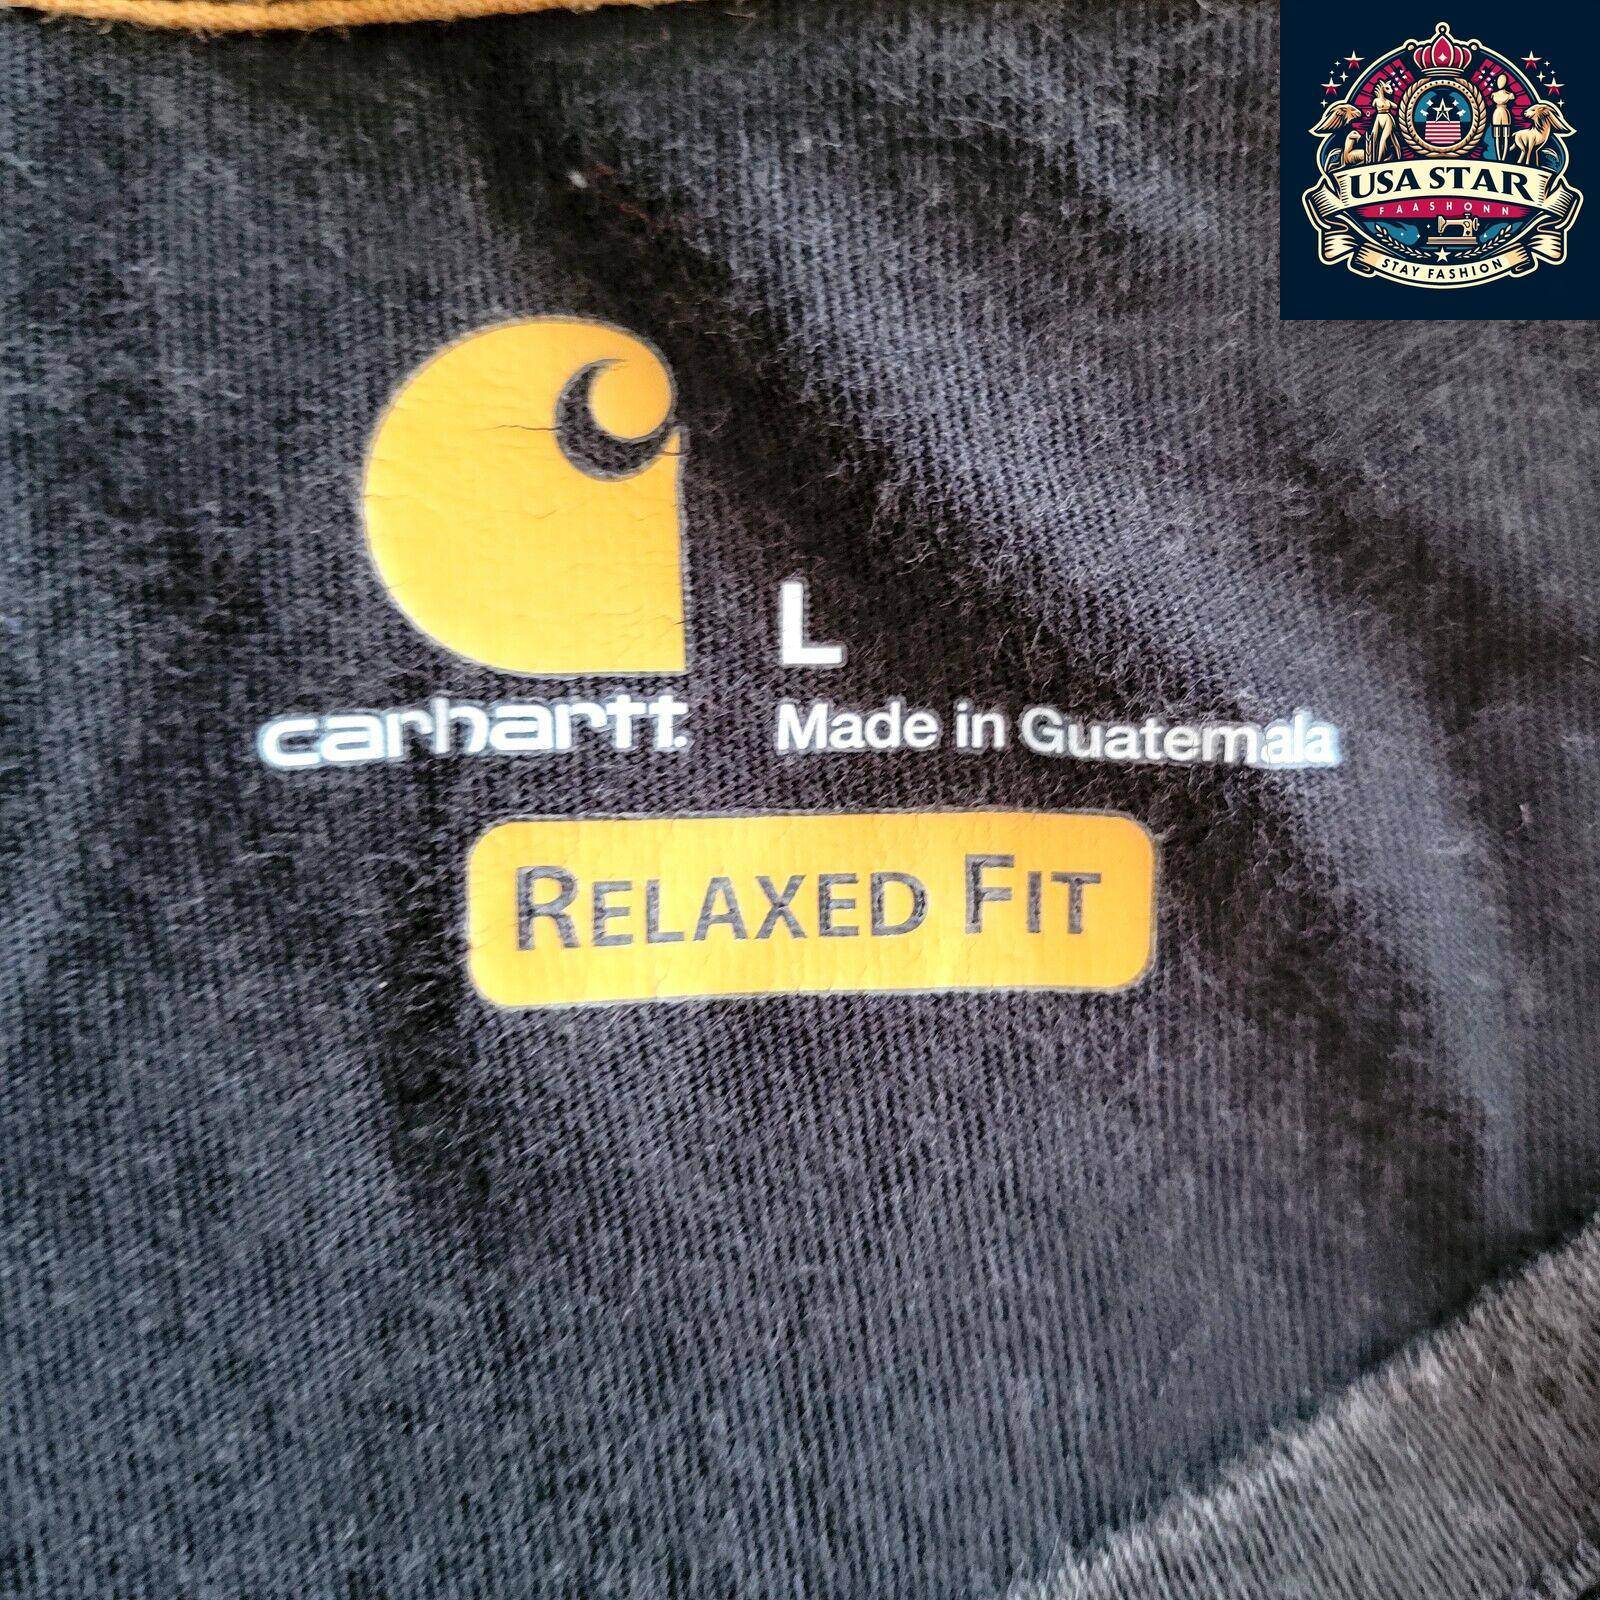 USA STAR
FAASHONN
STAY FASHION
L
carhartt.
Made in Guatemala
RELAXED FIT